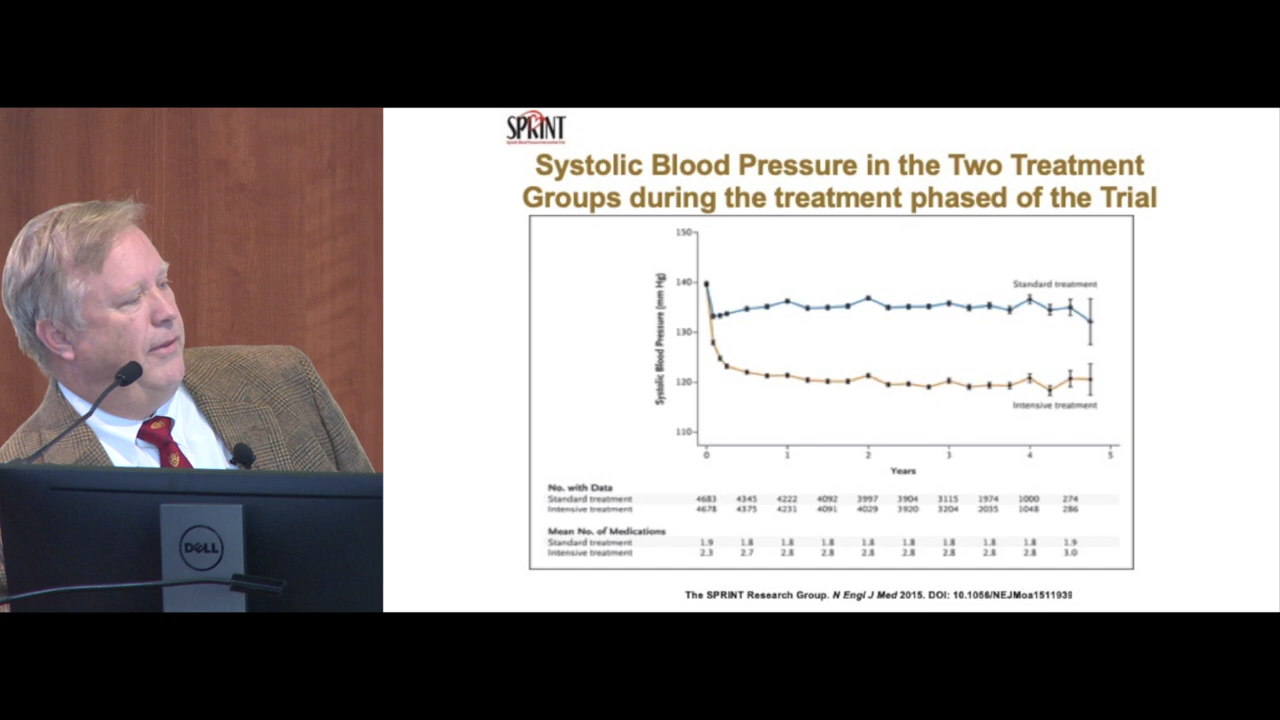 SPRINT
Systolic Blood Pressure Intervention Trial
Systolic Blood Pressure in the Two Treatment
Groups during the treatment phased of the Trial
150
140
130
120
110
Systolic Blood Pressure (mm Hg)
Standard treatment
Intensive treatment
0 1 2 3 4 5
Years
No. with Data
Standard treatment 4683 4345 4222 4092 3997 3904 3115 1974 1000 274
Intensive treatment 4678 4375 4231 4091 4029 3920 3204 2035 1048 286
Mean No. of Medications
Standard treatment 1.9 1.8 1.8 1.8 1.8 1.8 1.8 1.8 1.8 1.9
Intensive treatment 2.3 2.7 2.8 2.8 2.8 2.8 2.8 2.8 2.8 3.0
The SPRINT Research Group. N Engl J Med 2015. DOI: 10.1056/NEJMoa1511939
DELL